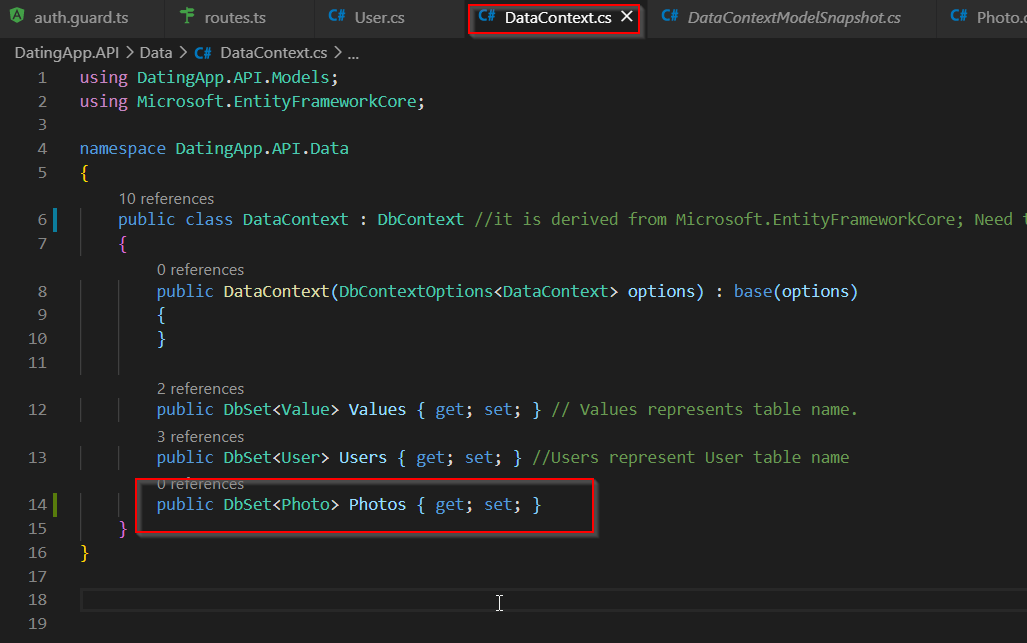 auth.guard.ts routes.ts C# User.cs C# DataContext.cs C# DataContextModelSnapshot.cs C# Photo.c
DatingApp.API > Data > C# DataContext.cs > ...
1 using DatingApp.API.Models;
2 using Microsoft.EntityFrameworkCore;
3
4 namespace DatingApp.API.Data
5 {
10 references
6 public class DataContext : DbContext //it is derived from Microsoft.EntityFrameworkCore; Need
7 {
0 references
8 public DataContext(DbContextOptions<DataContext> options) : base(options)
9 {
10 }
11
2 references
12 public DbSet<Value> Values { get; set; } // Values represents table name.
3 references
13 public DbSet<User> Users { get; set; } //Users represent User table name
0 references
14 public DbSet<Photo> Photos { get; set; }
15 }
16 }
17
18
19